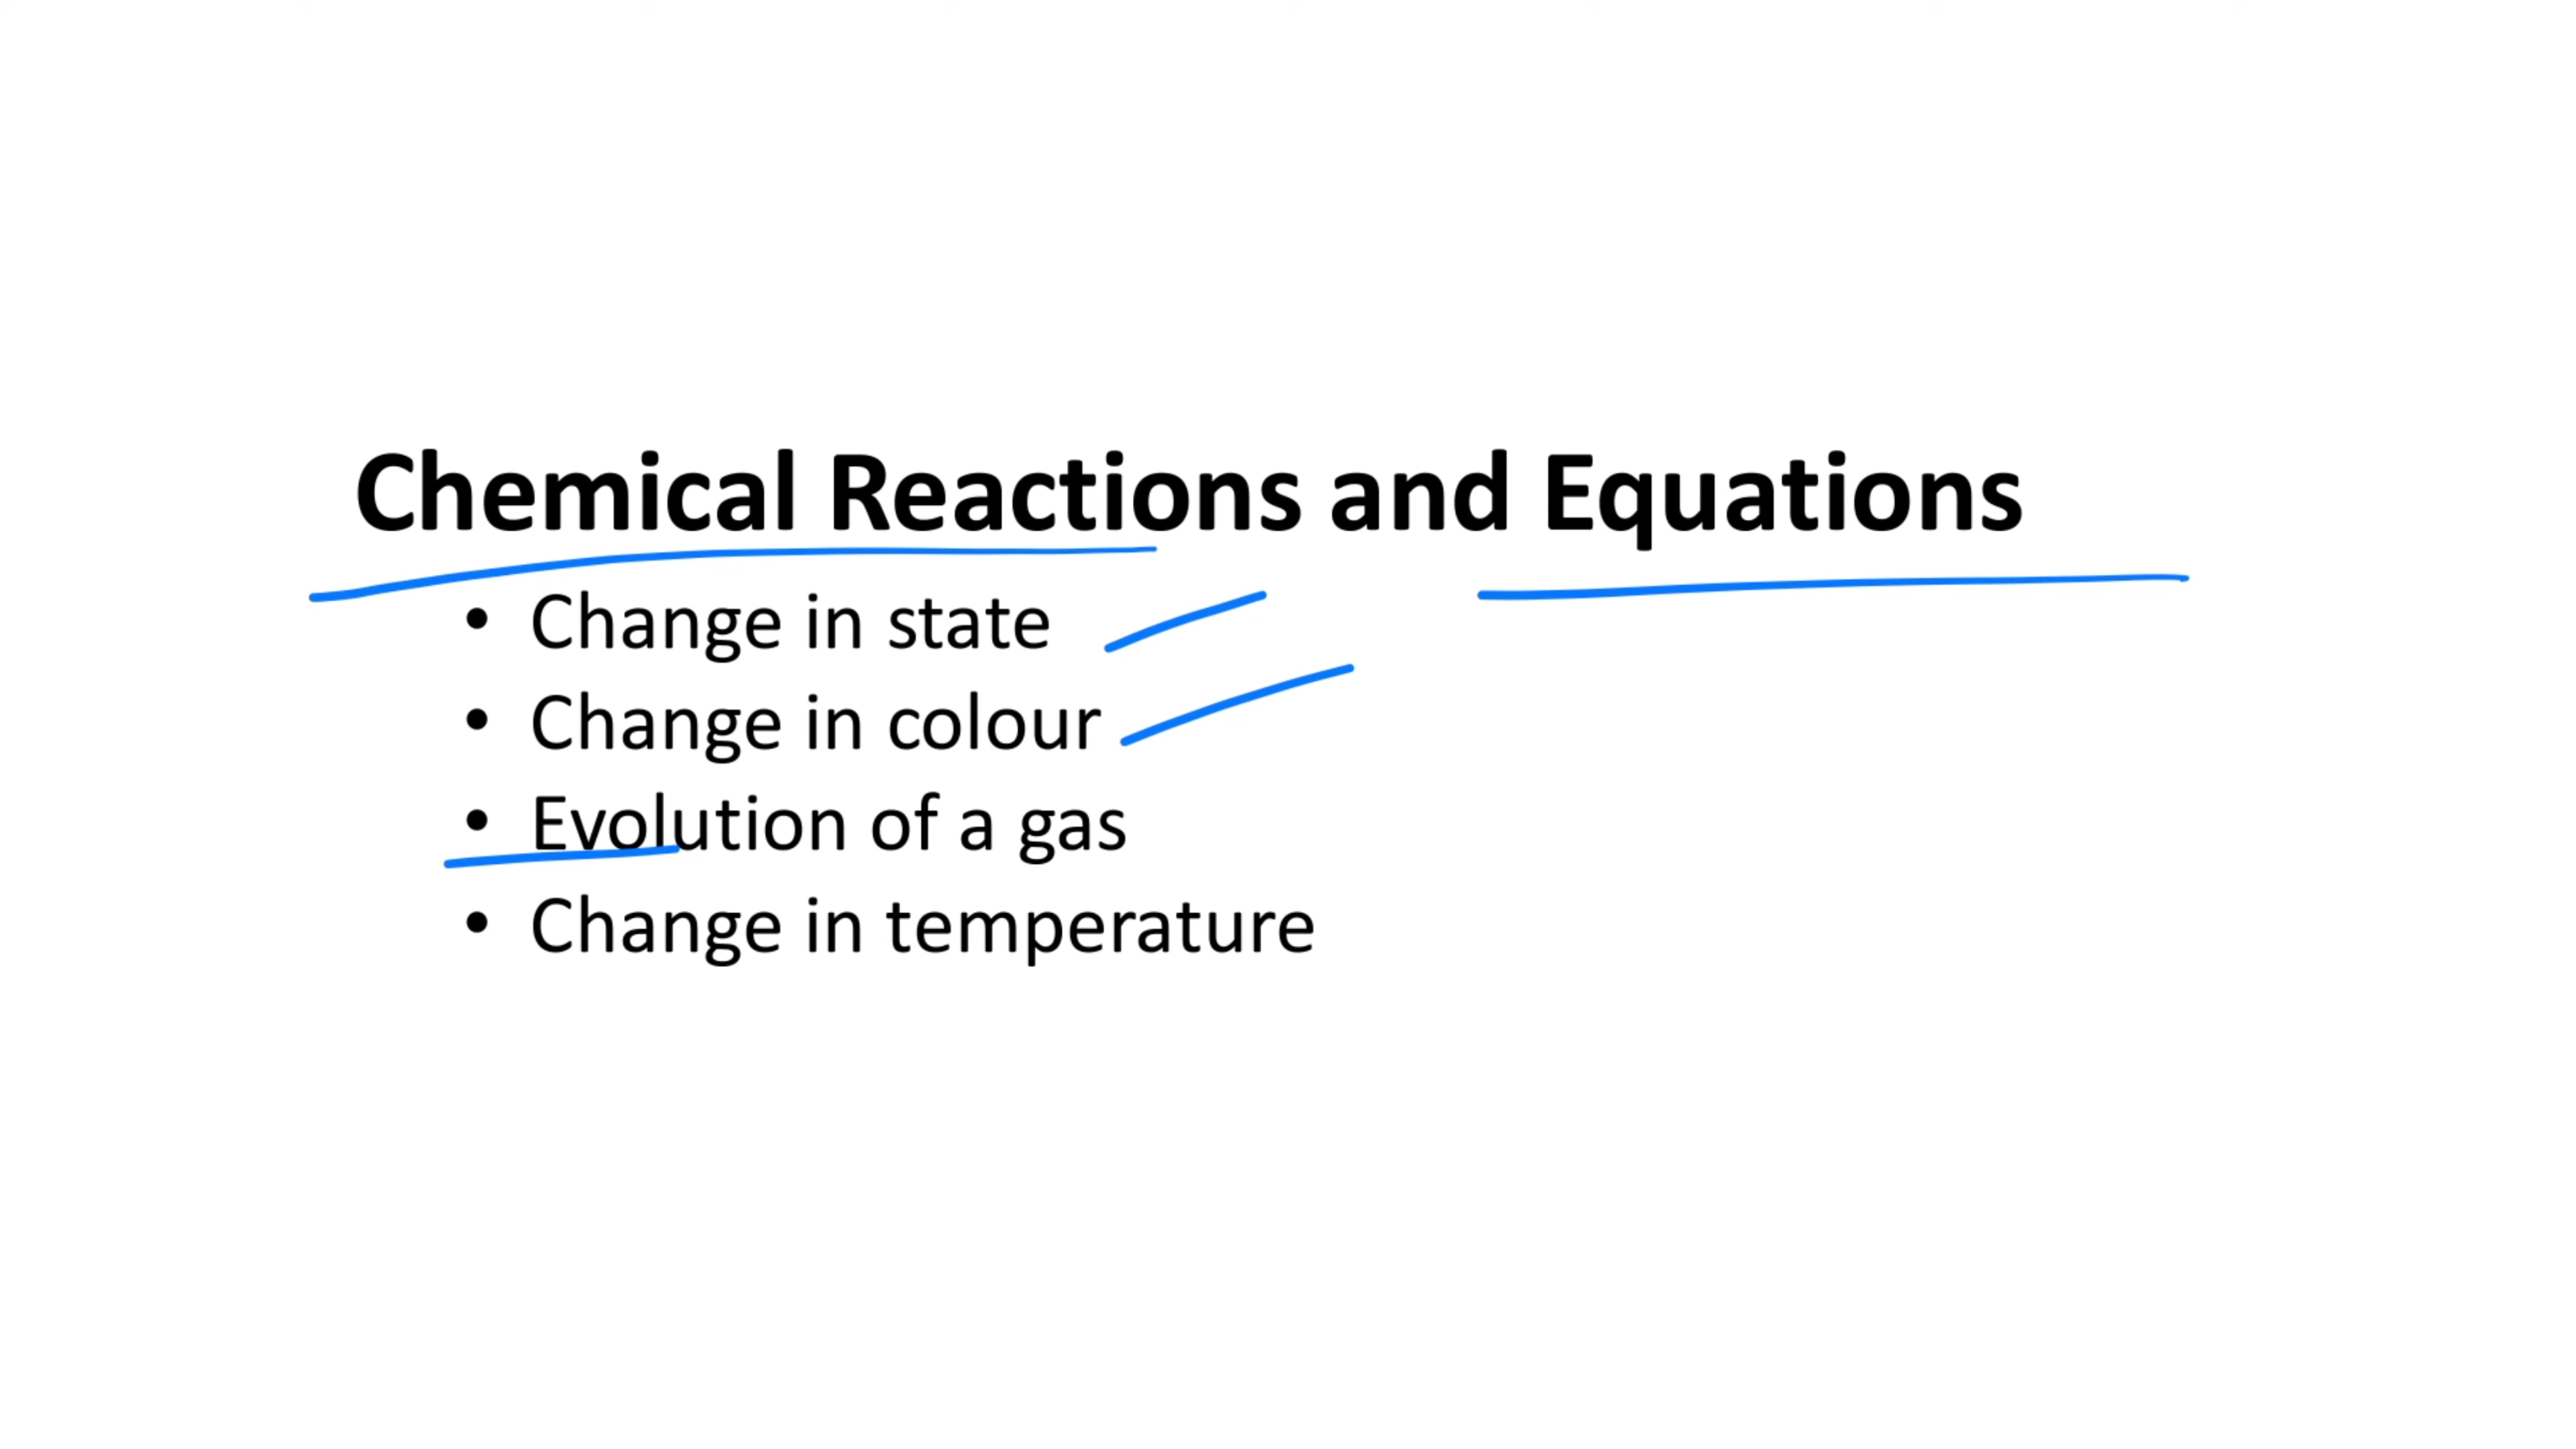 Chemical Reactions and Equations
• Change in state
• Change in colour
• Evolution of a gas
• Change in temperature